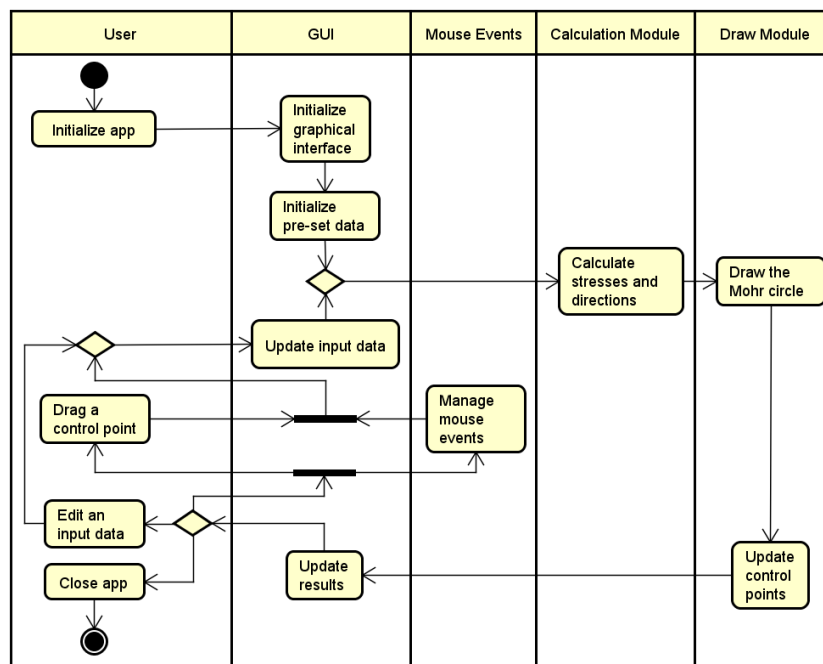 User
GUI
Mouse Events
Calculation Module
Draw Module
Initialize app
Initialize
graphical
interface
Initialize
pre-set data
Calculate
stresses and
directions
Draw the
Mohr circle
Update input data
Drag a
control point
Manage
mouse
events
Edit an
input data
Close app
Update
results
Update
control
points